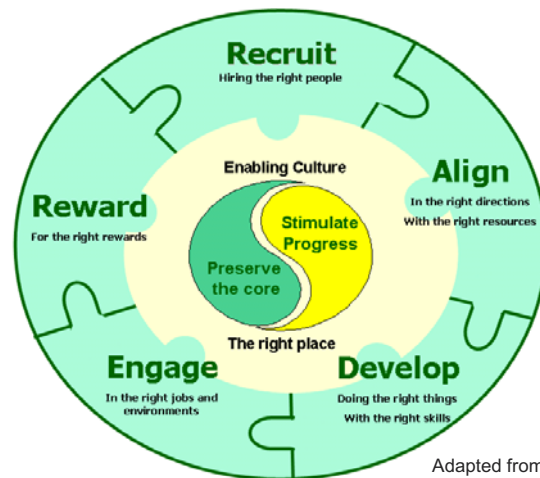 Recruit
Hiring the right people
Align
In the right directions
With the right resources
Develop
Doing the right things
With the right skills
Engage
In the right jobs and
environments
Reward
For the right rewards
Enabling Culture
Stimulate
Progress
Preserve
the core
The right place
Adapted from